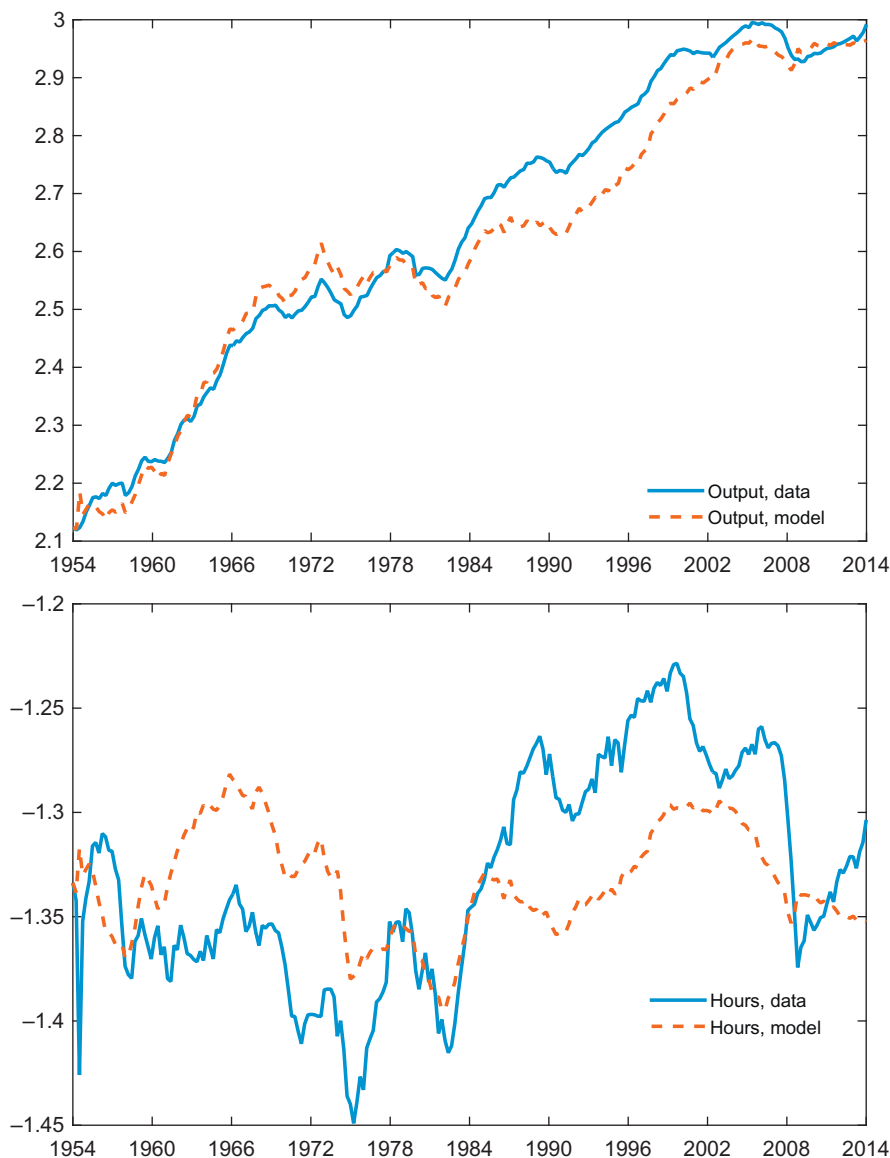 3
2.9
2.8
2.7
2.6
2.5
2.4
2.3
2.2
2.1
Output, data
Output, model
1954 1960 1966 1972 1978 1984 1990 1996 2002 2008 2014
–1.2
–1.25
–1.3
–1.35
–1.4
–1.45
Hours, data
Hours, model
1954 1960 1966 1972 1978 1984 1990 1996 2002 2008 2014